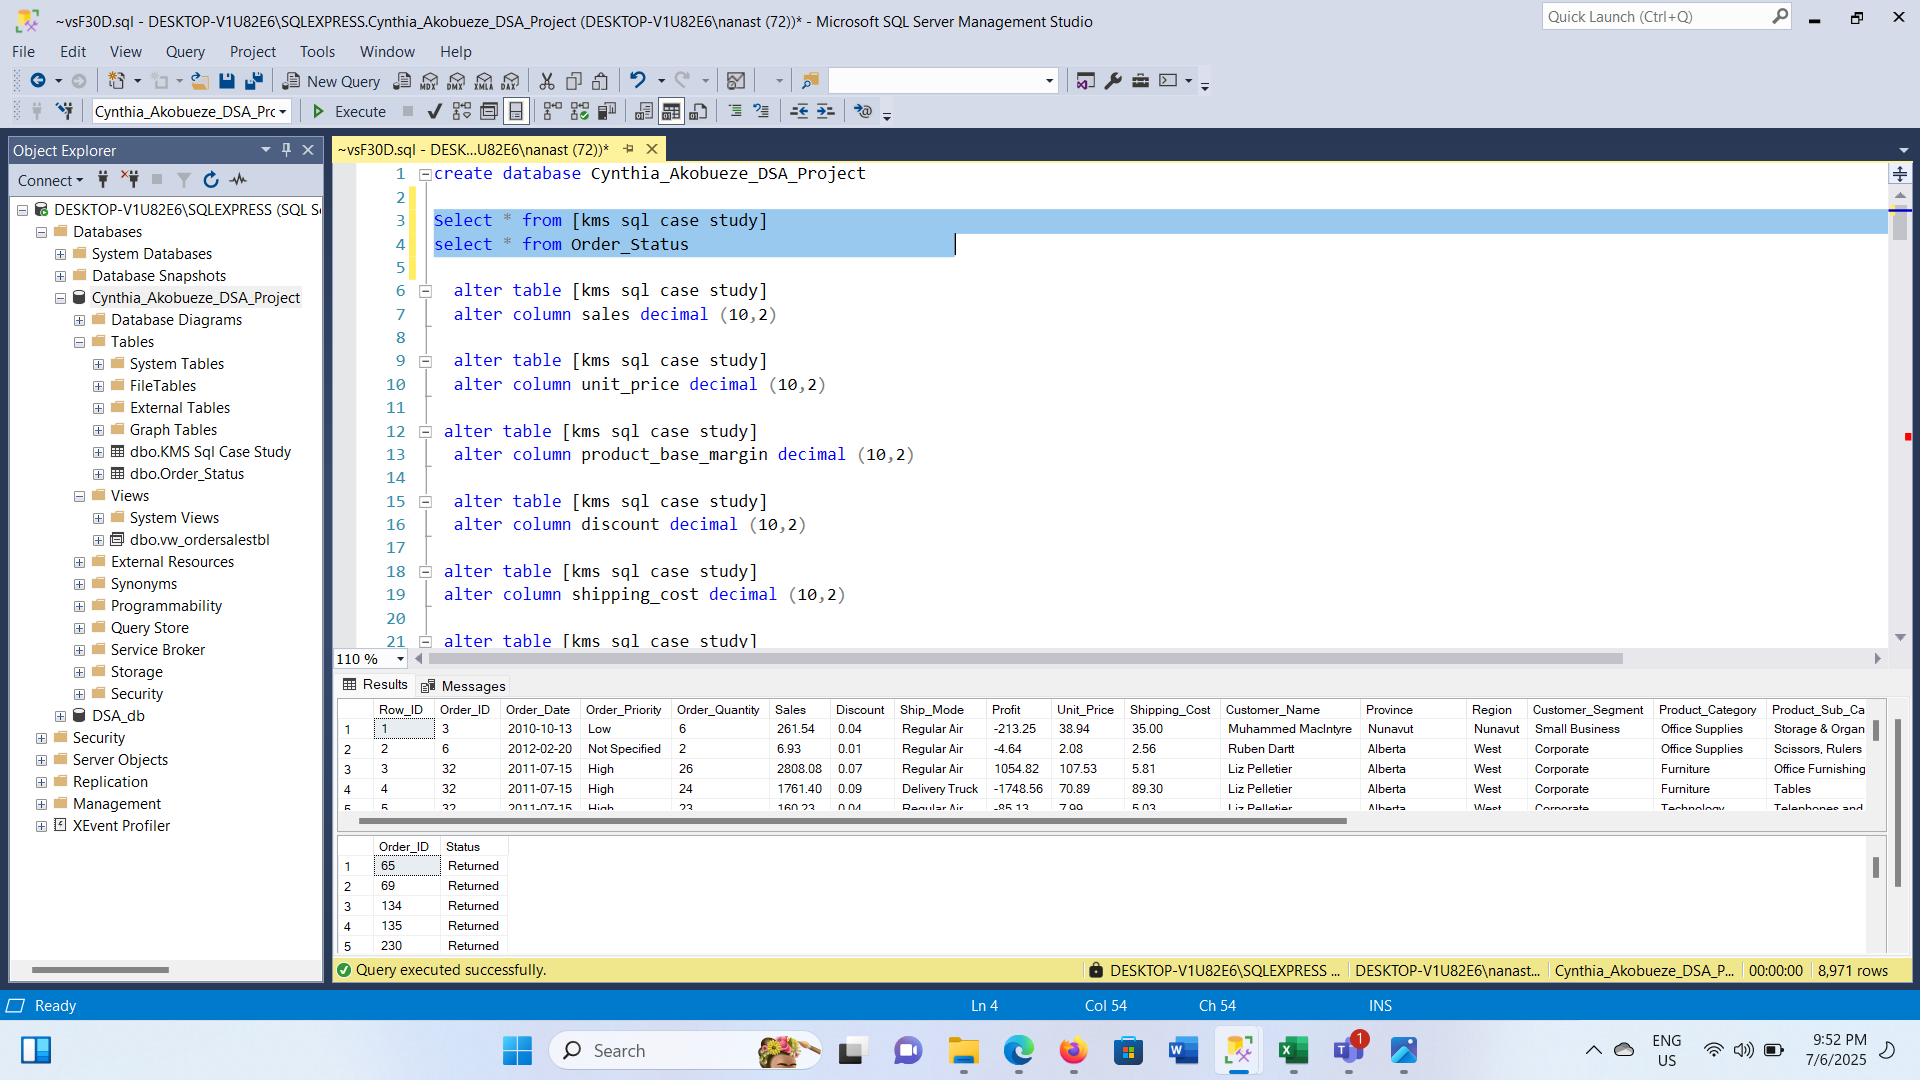 ~vsF30D.sql - DESKTOP-V1U82E6\SQLEXPRESS.Cynthia_Akobueze_DSA_Project (DESKTOP-V1U82E6\nanast (72))* - Microsoft SQL Server Management Studio
Quick Launch (Ctrl+Q)
File Edit View Query Project Tools Window Help
New Query MDX DMX XMLA DAX
Cynthia_Akobueze_DSA_Prc Execute
Object Explorer
Connect
DESKTOP-V1U82E6\SQLEXPRESS (SQL S
Databases
System Databases
Database Snapshots
Cynthia_Akobueze_DSA_Project
Database Diagrams
Tables
System Tables
FileTables
External Tables
Graph Tables
dbo.KMS Sql Case Study
dbo.Order_Status
Views
System Views
dbo.vw_ordersalestbl
External Resources
Synonyms
Programmability
Query Store
Service Broker
Storage
Security
DSA_db
Security
Server Objects
Replication
Management
XEvent Profiler
~vsF30D.sql - DESK...U82E6\nanast (72))*
1 create database Cynthia_Akobueze_DSA_Project
2
3 Select * from [kms sql case study]
4 select * from Order_Status
5
6 alter table [kms sql case study]
7 alter column sales decimal (10,2)
8
9 alter table [kms sql case study]
10 alter column unit_price decimal (10,2)
11
12 alter table [kms sql case study]
13 alter column product_base_margin decimal (10,2)
14
15 alter table [kms sql case study]
16 alter column discount decimal (10,2)
17
18 alter table [kms sql case study]
19 alter column shipping_cost decimal (10,2)
20
21 alter table [kms sql case study]
110 %
Results Messages
Row_ID Order_ID Order_Date Order_Priority Order_Quantity Sales Discount Ship_Mode Profit Unit_Price Shipping_Cost Customer_Name Province Region Customer_Segment Product_Category Product_Sub_Ca
1 1 3 2010-10-13 Low 6 261.54 0.04 Regular Air -213.25 38.94 35.00 Muhammed MacIntyre Nunavut Nunavut Small Business Office Supplies Storage & Organ
2 2 6 2012-02-20 Not Specified 2 6.93 0.01 Regular Air -4.64 2.08 2.56 Ruben Dartt Alberta West Corporate Office Supplies Scissors, Rulers
3 3 32 2011-07-15 High 26 2808.08 0.07 Regular Air 1054.82 107.53 5.81 Liz Pelletier Alberta West Corporate Furniture Office Furnishing
4 4 32 2011-07-15 High 24 1761.40 0.09 Delivery Truck -1748.56 70.89 89.30 Liz Pelletier Alberta West Corporate Furniture Tables
5 5 32 2011-07-15 High 23 160.23 0.04 Regular Air -85.13 7.99 5.03 Liz Pelletier Alberta West Corporate Technology Telephones and
Order_ID Status
1 65 Returned
2 69 Returned
3 134 Returned
4 135 Returned
5 230 Returned
Query executed successfully. DESKTOP-V1U82E6\SQLEXPRESS ... DESKTOP-V1U82E6\nanast... Cynthia_Akobueze_DSA_P... 00:00:00 8,971 rows
Ready Ln 4 Col 54 Ch 54 INS
Search
1
ENG
US
9:52 PM
7/6/2025